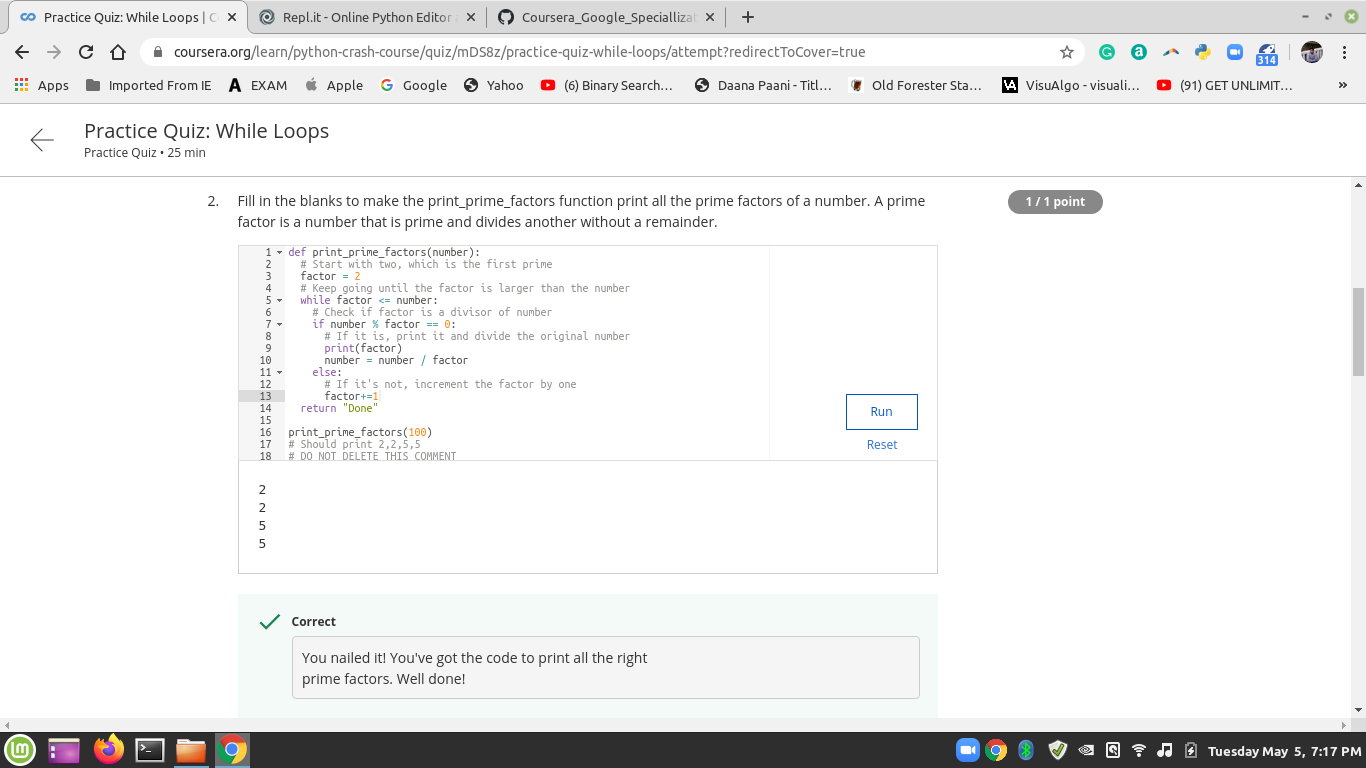 Practice Quiz: While Loops | C
Repl.it - Online Python Editor
Coursera_Google_Speciallizat
coursera.org/learn/python-crash-course/quiz/mDS8z/practice-quiz-while-loops/attempt?redirectToCover=true
314
Apps Imported From IE EXAM Apple Google Yahoo (6) Binary Search... Daana Paani - Titl... Old Forester Sta... VisuAlgo - visuali... (91) GET UNLIMIT... »
Practice Quiz: While Loops
Practice Quiz • 25 min
2. Fill in the blanks to make the print_prime_factors function print all the prime factors of a number. A prime
factor is a number that is prime and divides another without a remainder.
1 / 1 point
1 def print_prime_factors(number):
2 # Start with two, which is the first prime
3 factor = 2
4 # Keep going until the factor is larger than the number
5 while factor <= number:
6 # Check if factor is a divisor of number
7 if number % factor == 0:
8 # If it is, print it and divide the original number
9 print(factor)
10 number = number / factor
11 else:
12 # If it's not, increment the factor by one
13 factor+=1
14 return "Done"
15
16 print_prime_factors(100)
17 # Should print 2,2,5,5
18 # DO NOT DELETE THIS COMMENT
Run
Reset
2
2
5
5
Correct
You nailed it! You've got the code to print all the right
prime factors. Well done!
Tuesday May 5, 7:17 PM